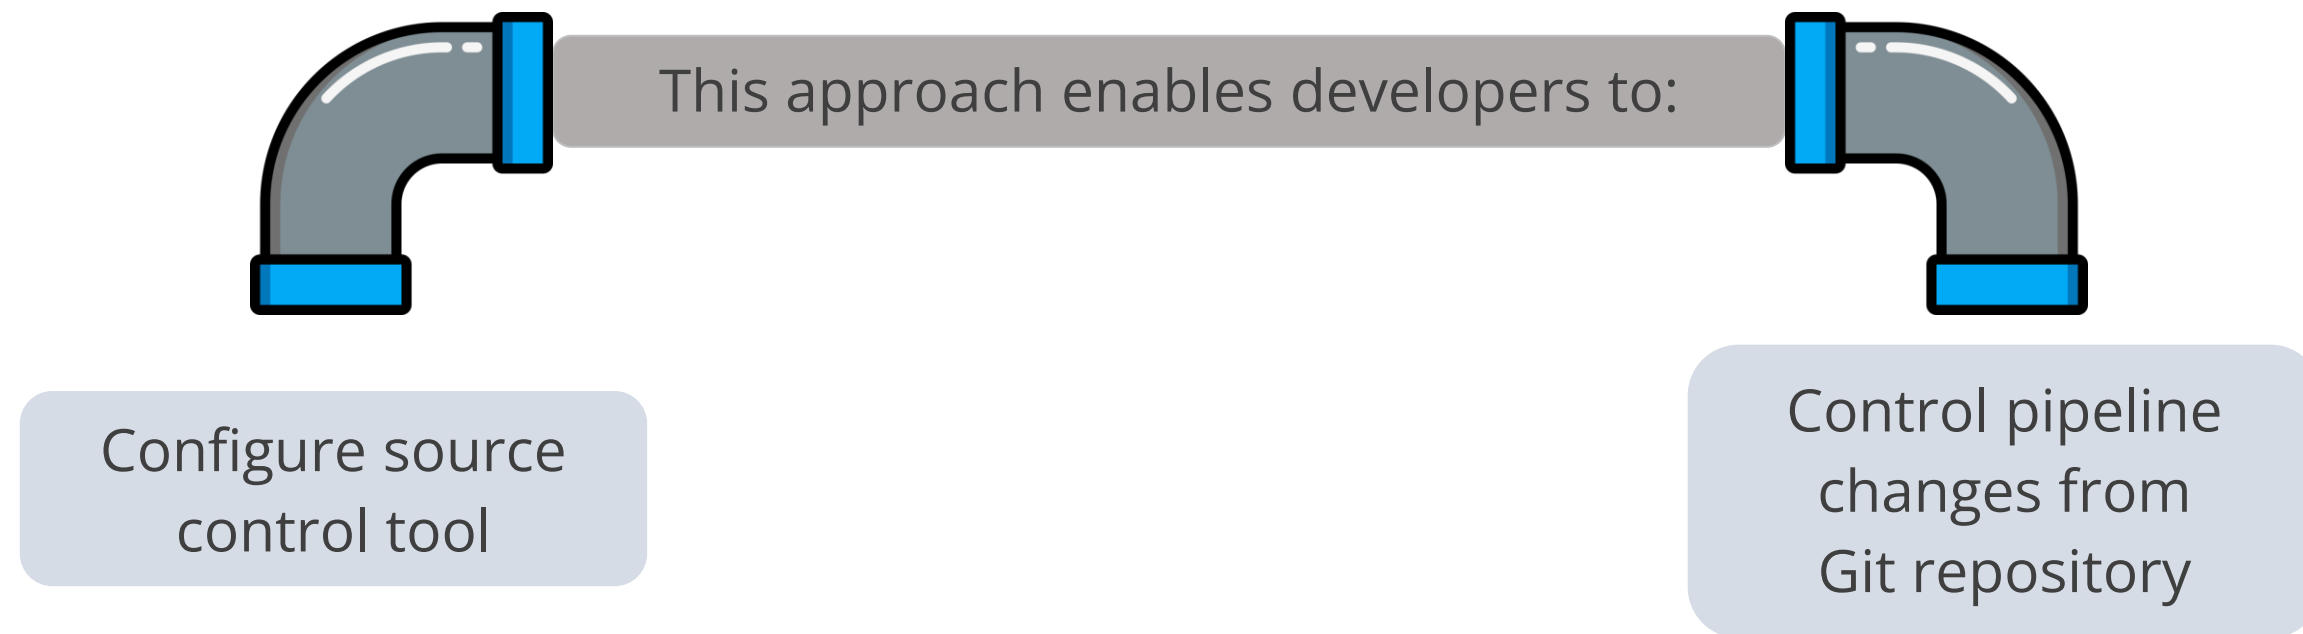 This approach enables developers to:
Configure source
control tool
Control pipeline
changes from
Git repository